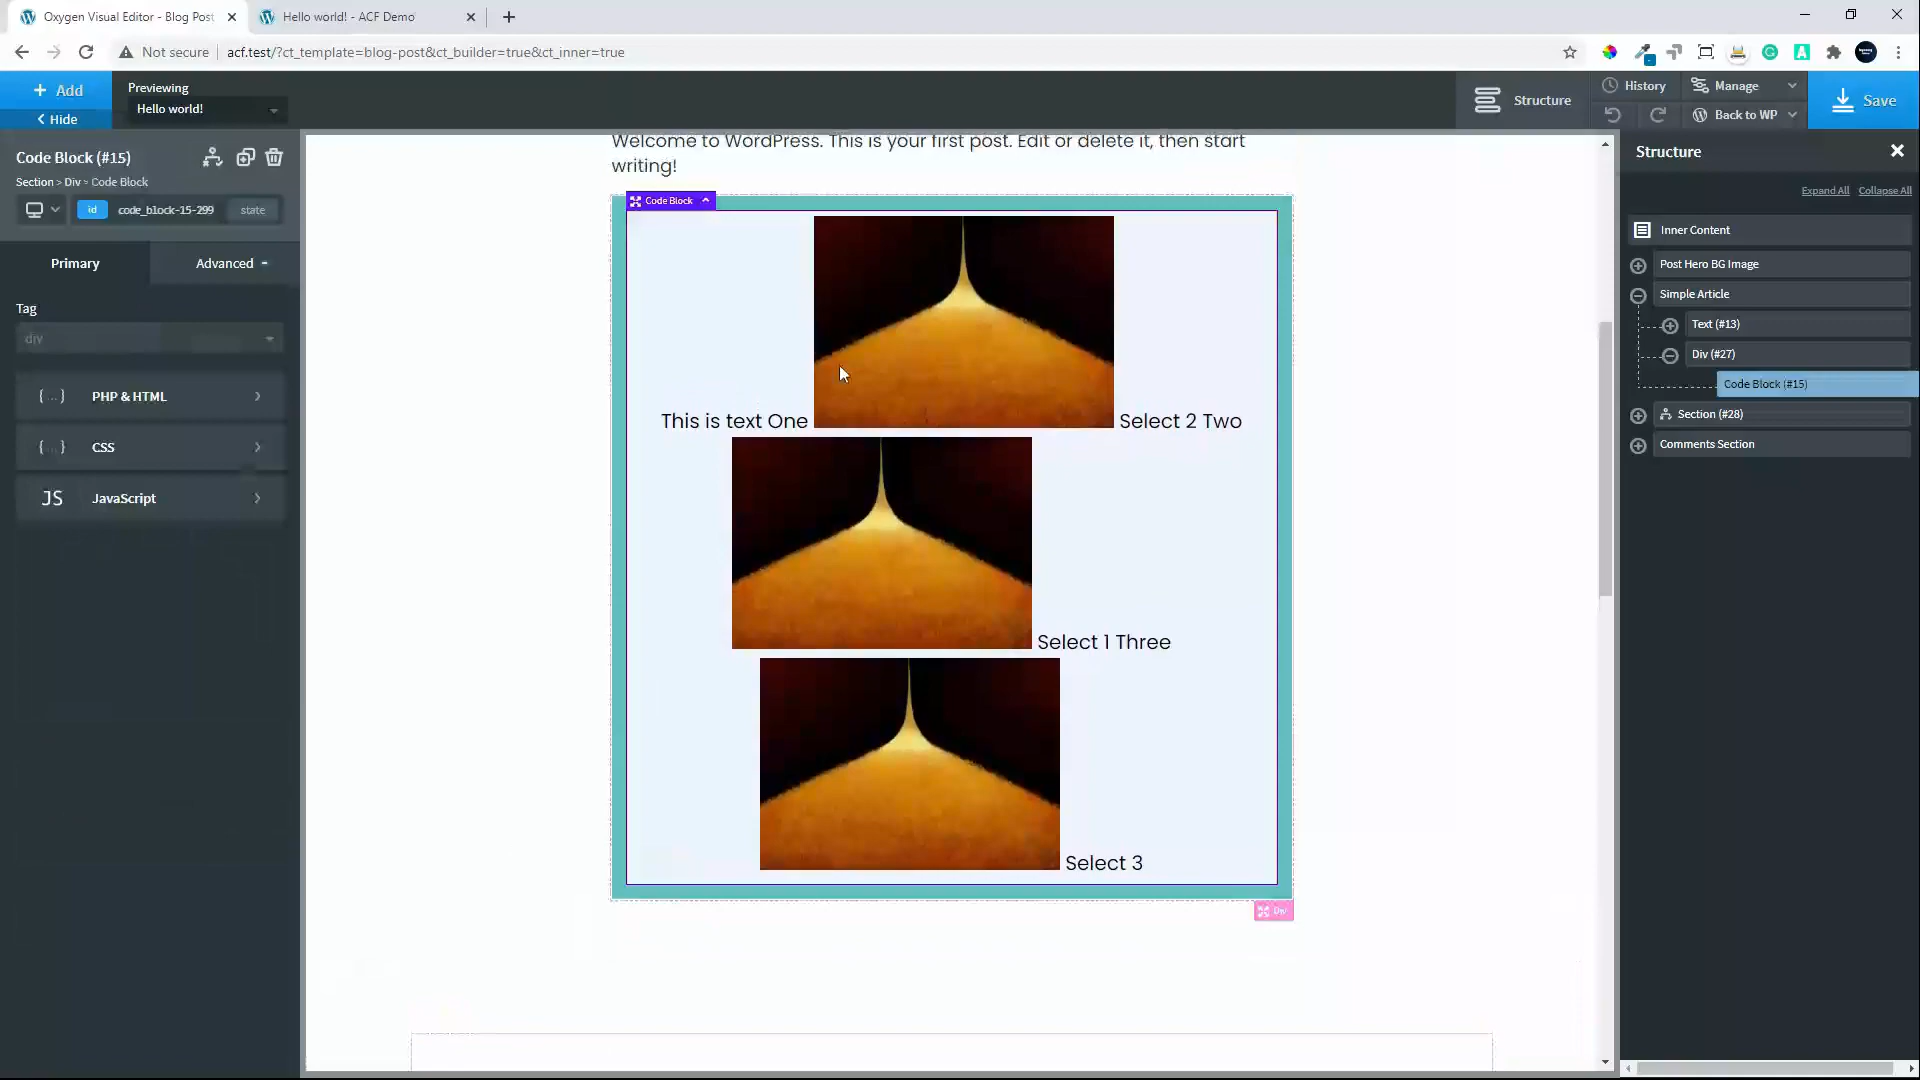 Oxygen Visual Editor - Blog Post
Hello world! - ACF Demo
Not secure
acf.test/?ct_template=blog-post&ct_builder=true&ct_inner=true
+ Add
Hide
Previewing
Hello world!
Structure
History
Manage
Back to WP
Save
Code Block (#15)
Section > Div > Code Block
id
code_block-15-299
state
Primary
Advanced
Tag
div
{...} PHP & HTML
{...} CSS
JS JavaScript
Welcome to WordPress. This is your first post. Edit or delete it, then start
writing!
Code Block
This is text One
Select 2 Two
Select 1 Three
Select 3
Div
Structure
Expand All
Collapse All
Inner Content
Post Hero BG Image
Simple Article
Text (#13)
Div (#27)
Code Block (#15)
Section (#28)
Comments Section